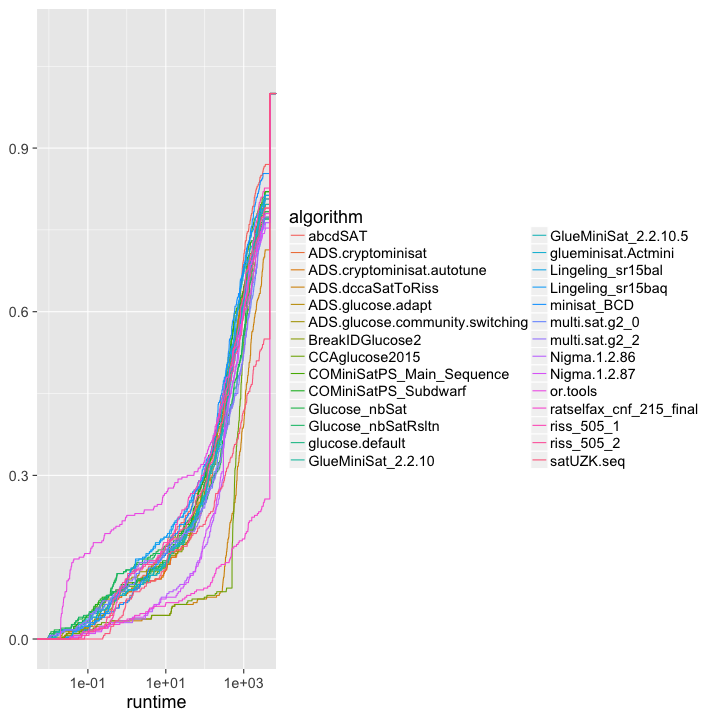 0.9
0.6
0.3
0.0
1e-01
1e+01
1e+03
runtime
algorithm
abcdSAT
ADS.cryptominisat
ADS.cryptominisat.autotune
ADS.dccaSatToRiss
ADS.glucose.adapt
ADS.glucose.community.switching
BreakIDGlucose2
CCAglucose2015
COMiniSatPS_Main_Sequence
COMiniSatPS_Subdwarf
Glucose_nbSat
Glucose_nbSatRsltn
glucose.default
GlueMiniSat_2.2.10
GlueMiniSat_2.2.10.5
glueminisat.Actmini
Lingeling_sr15bal
Lingeling_sr15baq
minisat_BCD
multi.sat.g2_0
multi.sat.g2_2
Nigma.1.2.86
Nigma.1.2.87
or.tools
ratselfax_cnf_215_final
riss_505_1
riss_505_2
satUZK.seq